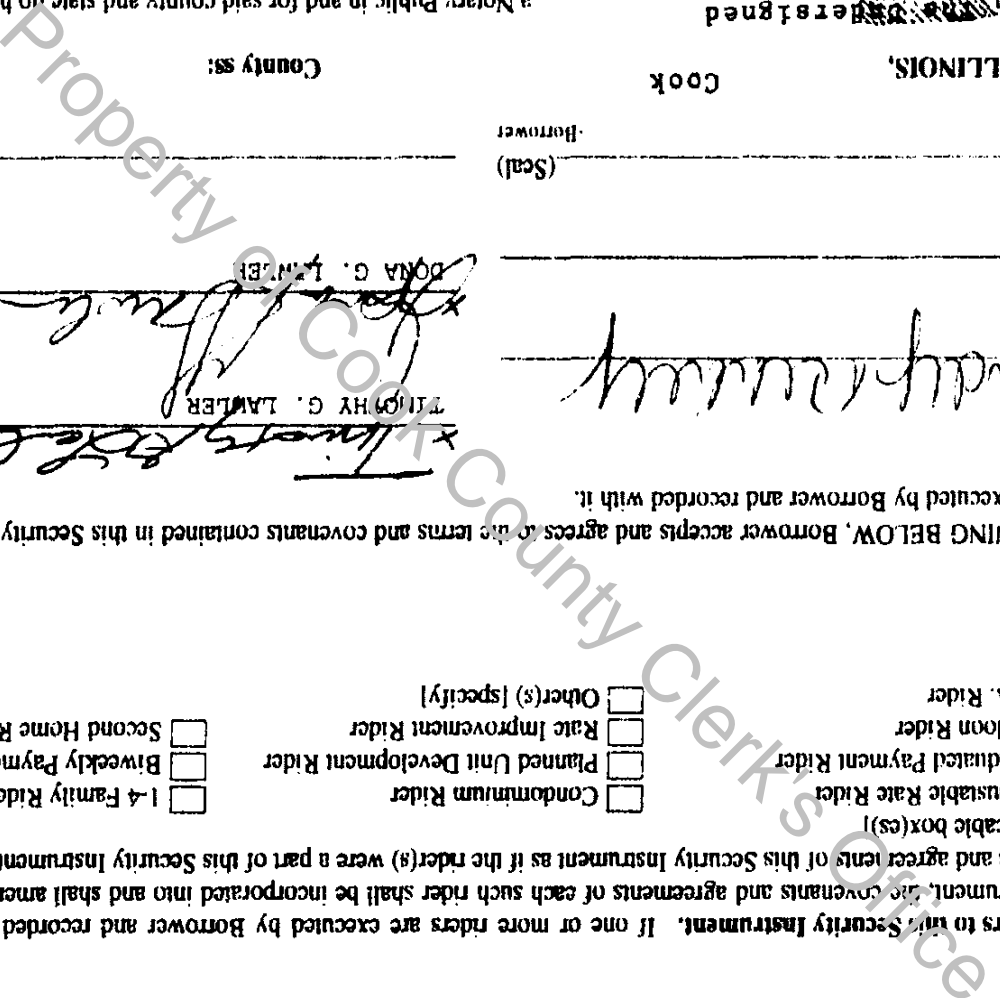 rs to this Security Instrument. If one or more riders are executed by Borrower and recorded
ument, the covenants and agreements of each such rider shall be incorporated into and shall amen
s and agreements of this Security Instrument as if the rider(s) were a part of this Security Instrument
cable box(es)]
ustable Rate Rider Condominium Rider 1-4 Family Ride
duated Payment Rider Planned Unit Development Rider Biweekly Payme
loon Rider Rate Improvement Rider Second Home R
. Rider Other(s) [specify]
ING BELOW, Borrower accepts and agrees to the terms and covenants contained in this Security
xecuted by Borrower and recorded with it.
x
TIMOTHY G. LAWLER
x
DONA G. LAWLER
(Seal)
-Borrower
LLINOIS, Cook County ss:
The undersigned a Notary Public in and for said county and state do h
Property of Cook County Clerk's Office